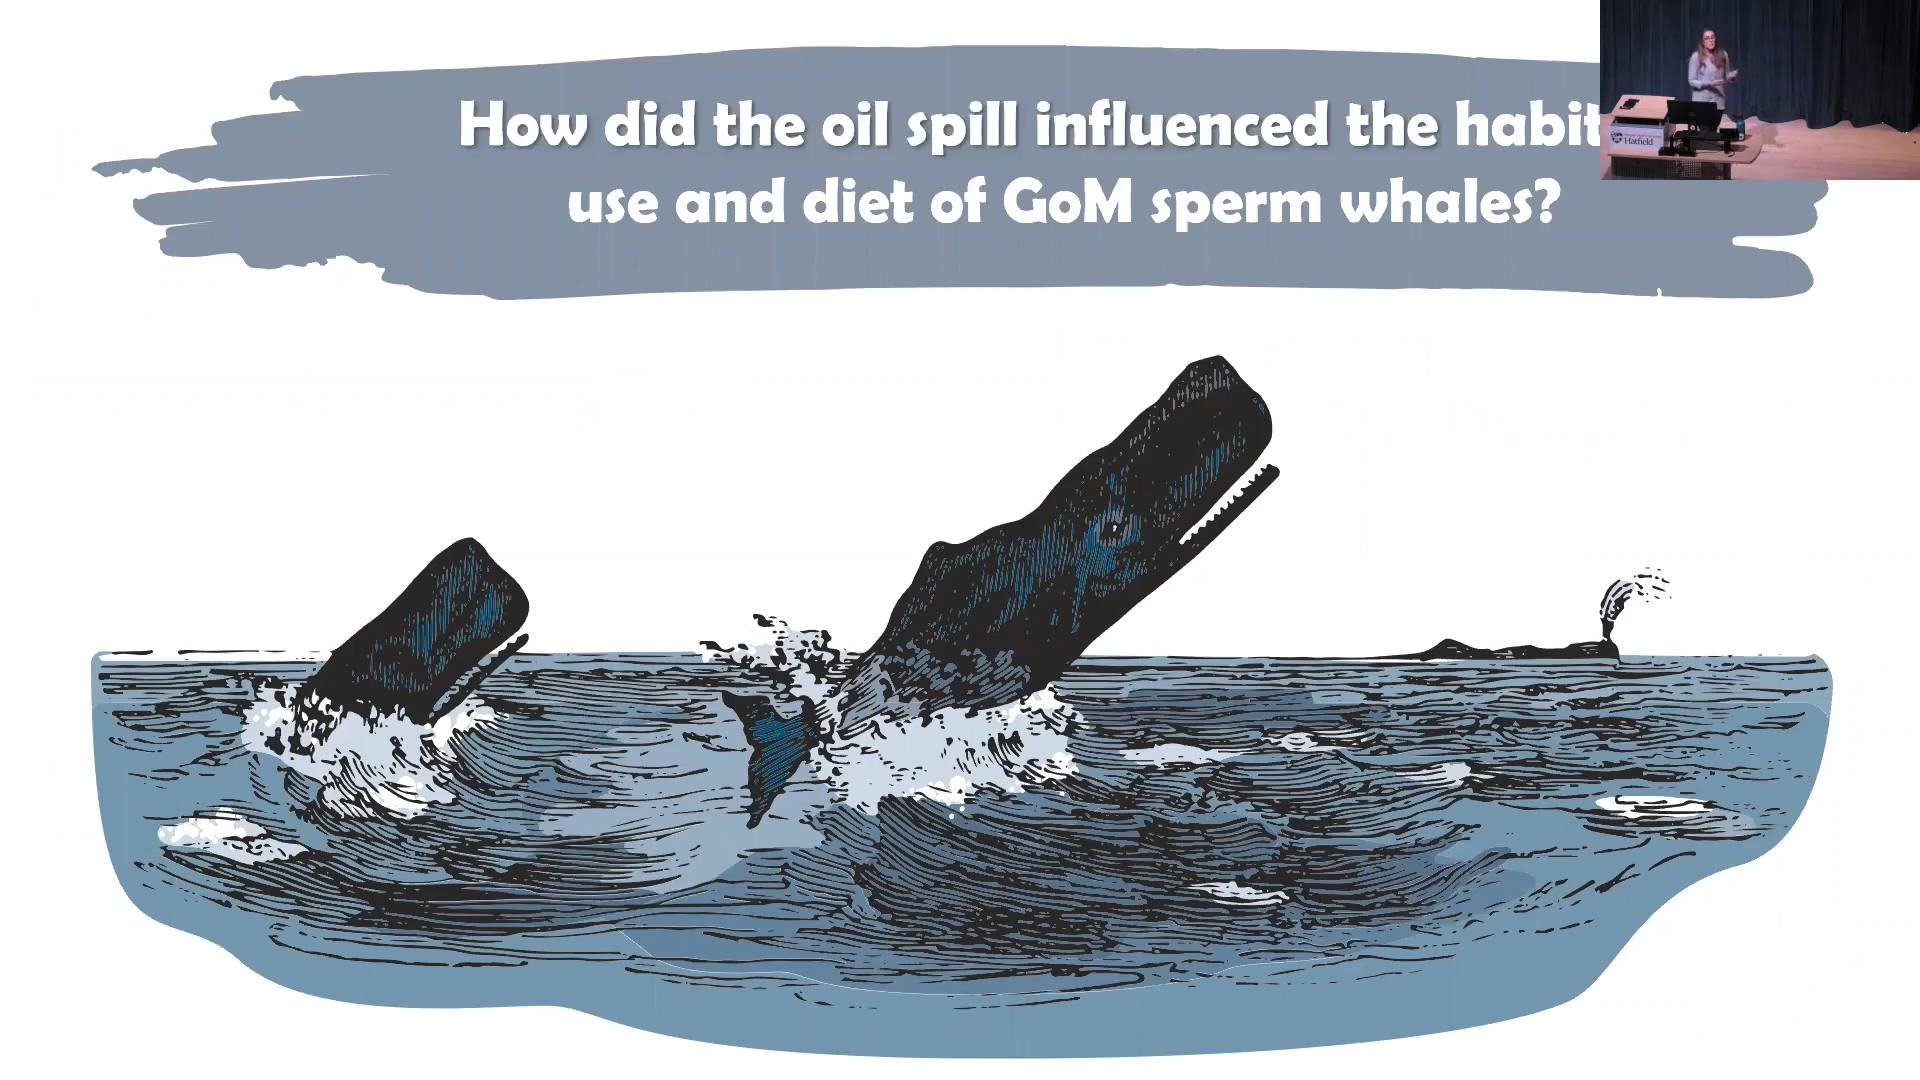 How did the oil spill influenced the habit
use and diet of GoM sperm whales?
Hatfield